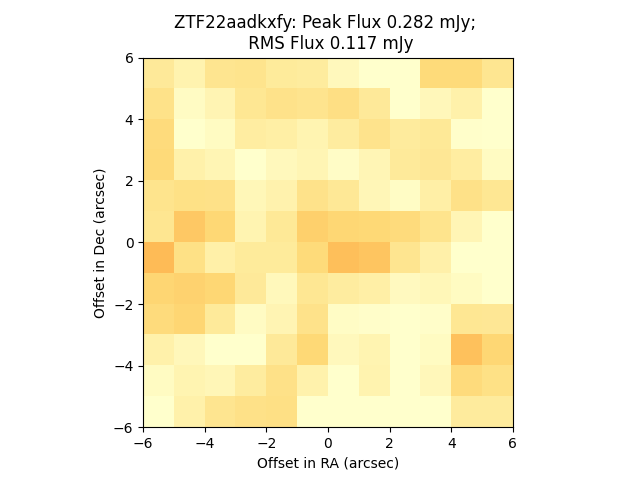 ZTF22aadkxfy: Peak Flux 0.282 mJy;
RMS Flux 0.117 mJy
6
4
2
0
−2
−4
−6
Offset in Dec (arcsec)
−6 −4 −2 0 2 4 6
Offset in RA (arcsec)